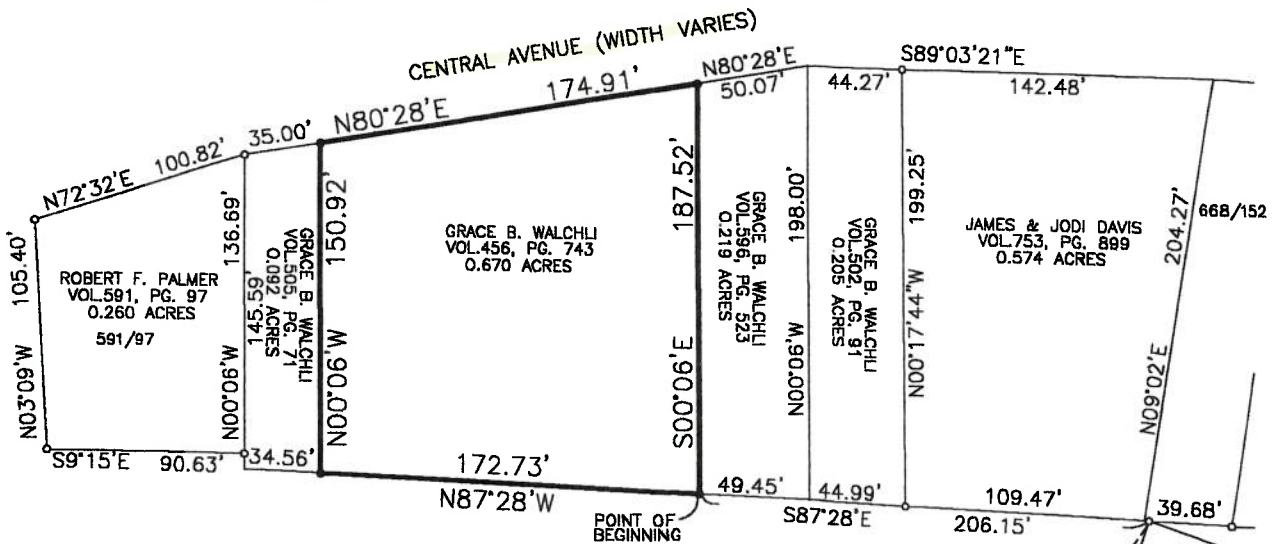 CENTRAL AVENUE (WIDTH VARIES)
N72°32'E
100.82'
35.00'
N80°28'E
174.91'
N80°28'E
50.07'
44.27'
S89°03'21"E
142.48'
105.40'
N03°09'W
ROBERT F. PALMER
VOL.591, PG. 97
0.260 ACRES
591/97
S9°15'E
90.63'
136.69'
145.59'
N00°06'W
GRACE B. WALCHLI
VOL.505, PG. 71
0.092 ACRES
34.56'
150.92'
N00°06'W
GRACE B. WALCHLI
VOL.456, PG. 743
0.670 ACRES
172.73'
N87°28'W
187.52'
S00°06'E
POINT OF
BEGINNING
GRACE B. WALCHLI
VOL.596, PG. 523
0.219 ACRES
49.45'
198.00'
N00°06'W
GRACE B. WALCHLI
VOL.502, PG. 91
0.205 ACRES
44.99'
S87°28'E
199.25'
N00°17'44"W
JAMES & JODI DAVIS
VOL.753, PG. 899
0.574 ACRES
109.47'
206.15'
204.27'
N09°02'E
668/152
39.68'